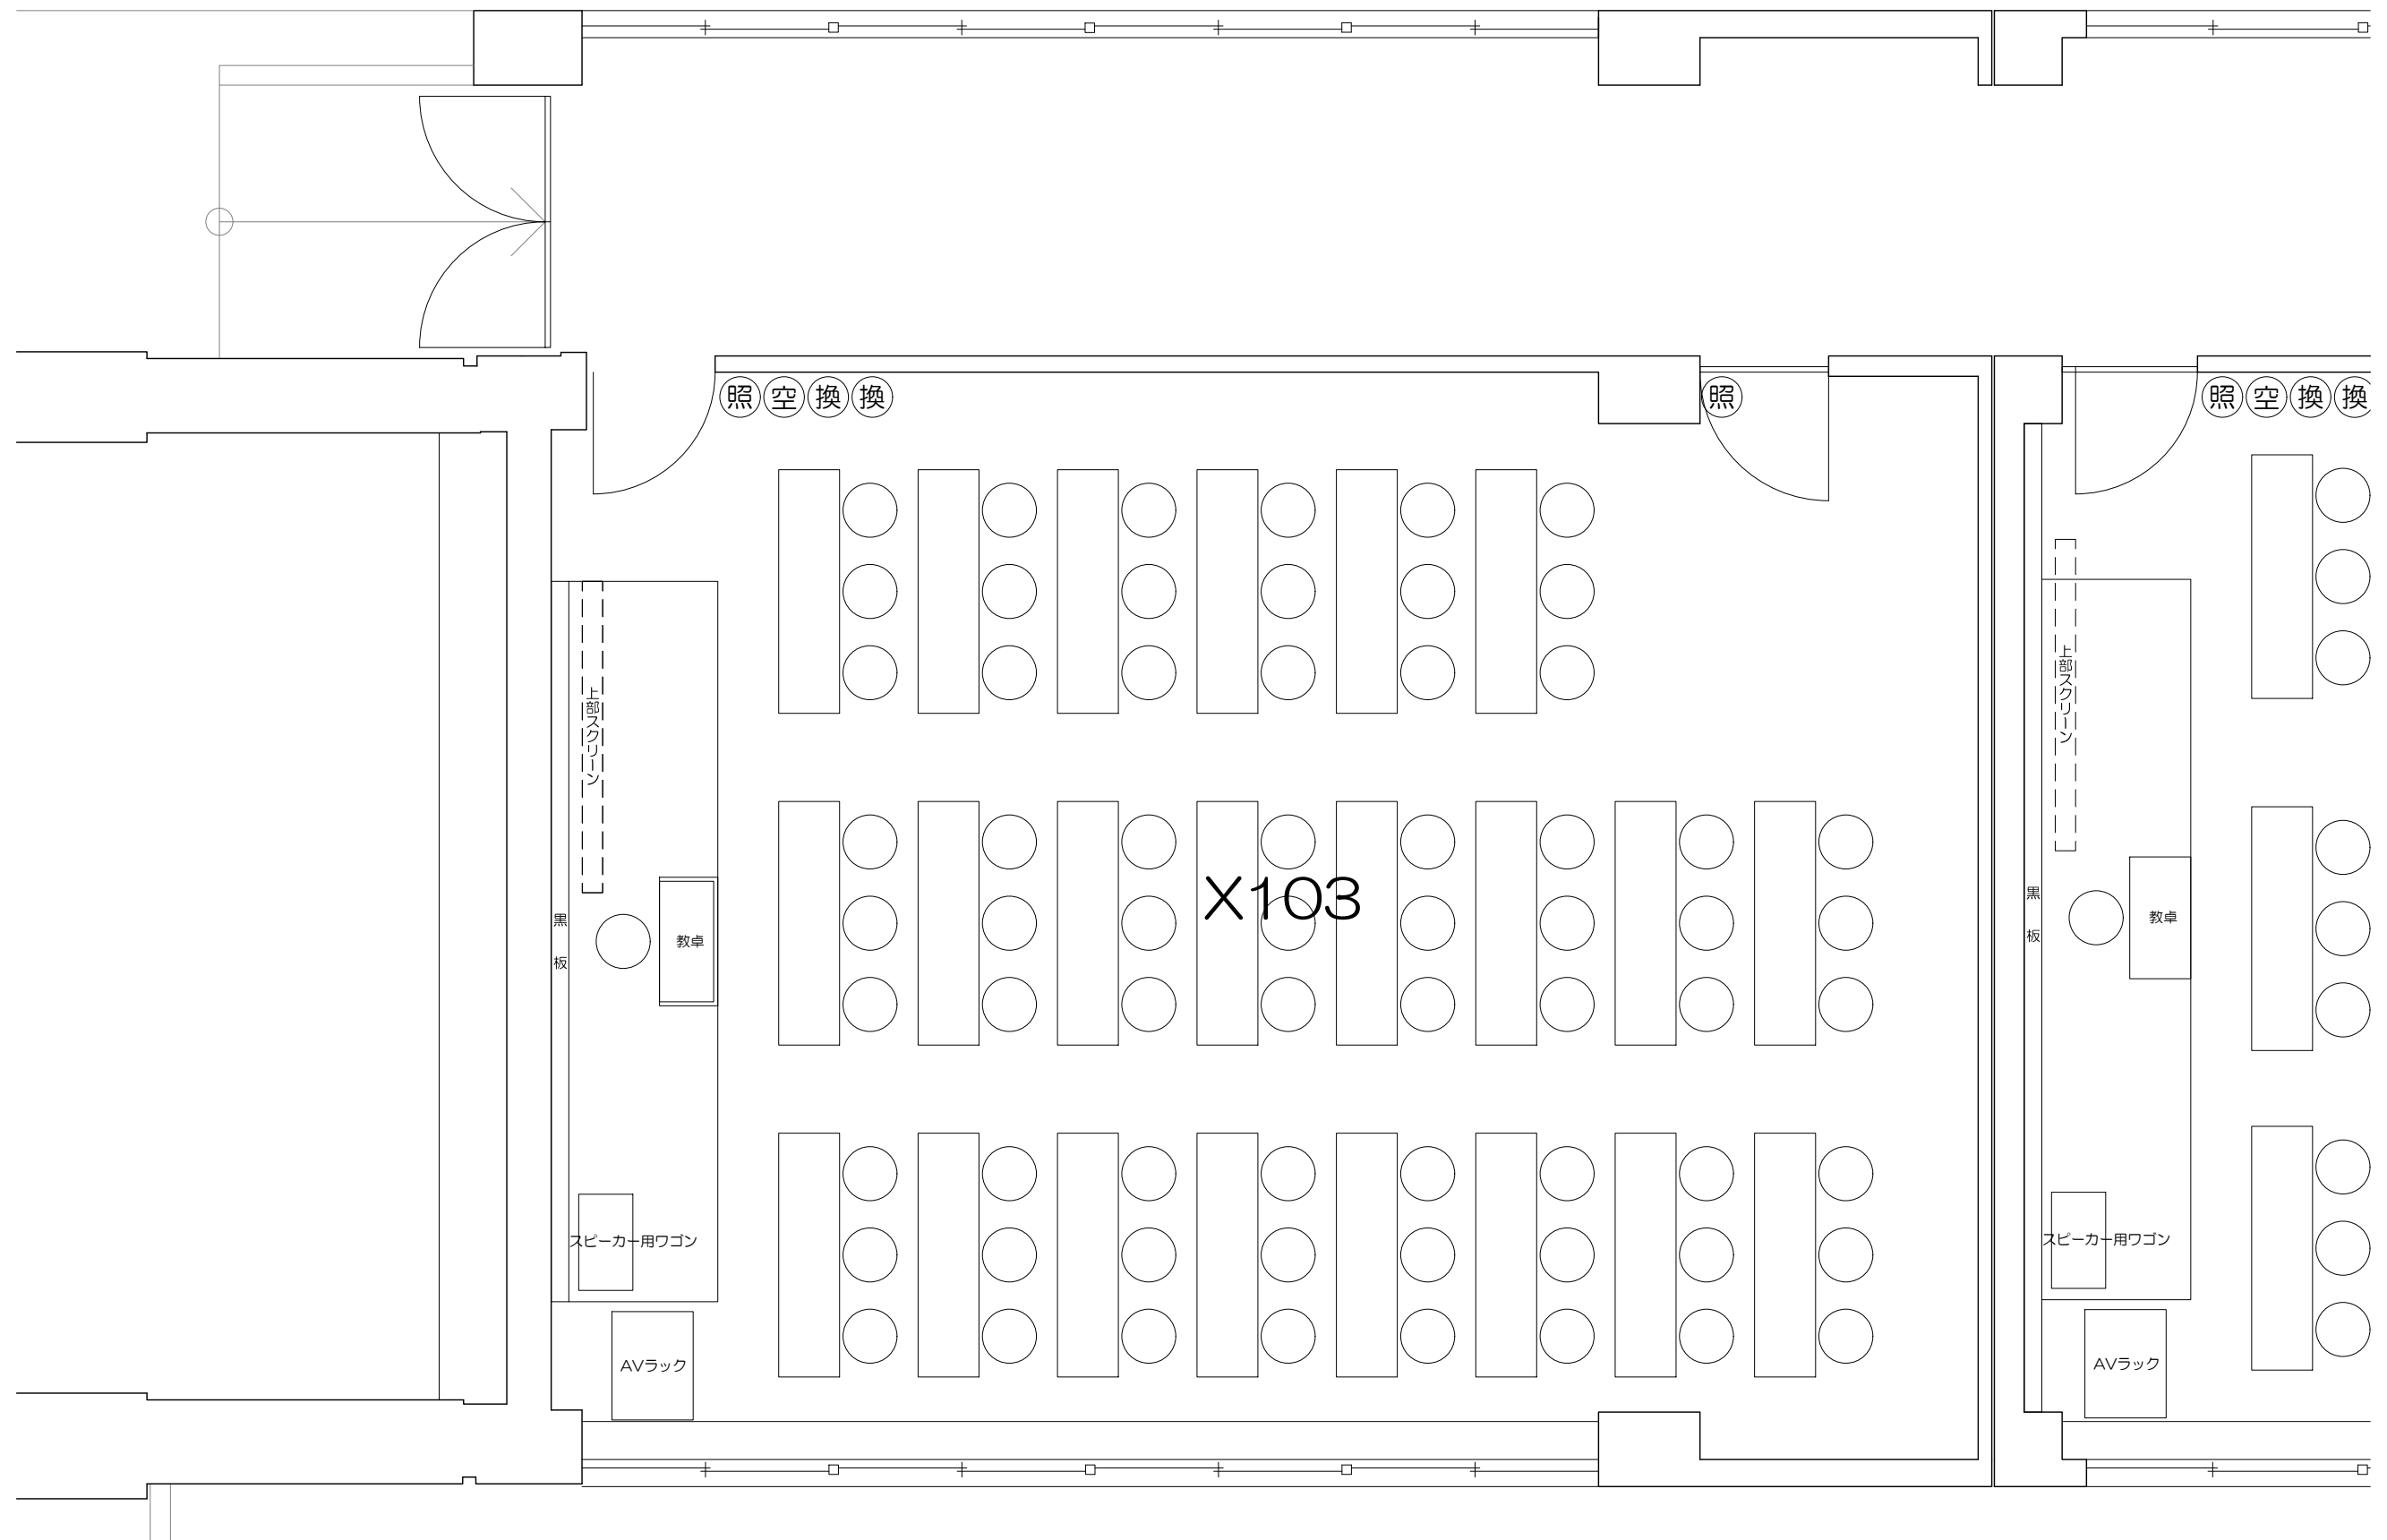 照 空 換 換
照
照 空 換 換
上部スクリーン
上部スクリーン
X103
黒板
教卓
黒板
教卓
スピーカー用ワゴン
スピーカー用ワゴン
AVラック
AVラック